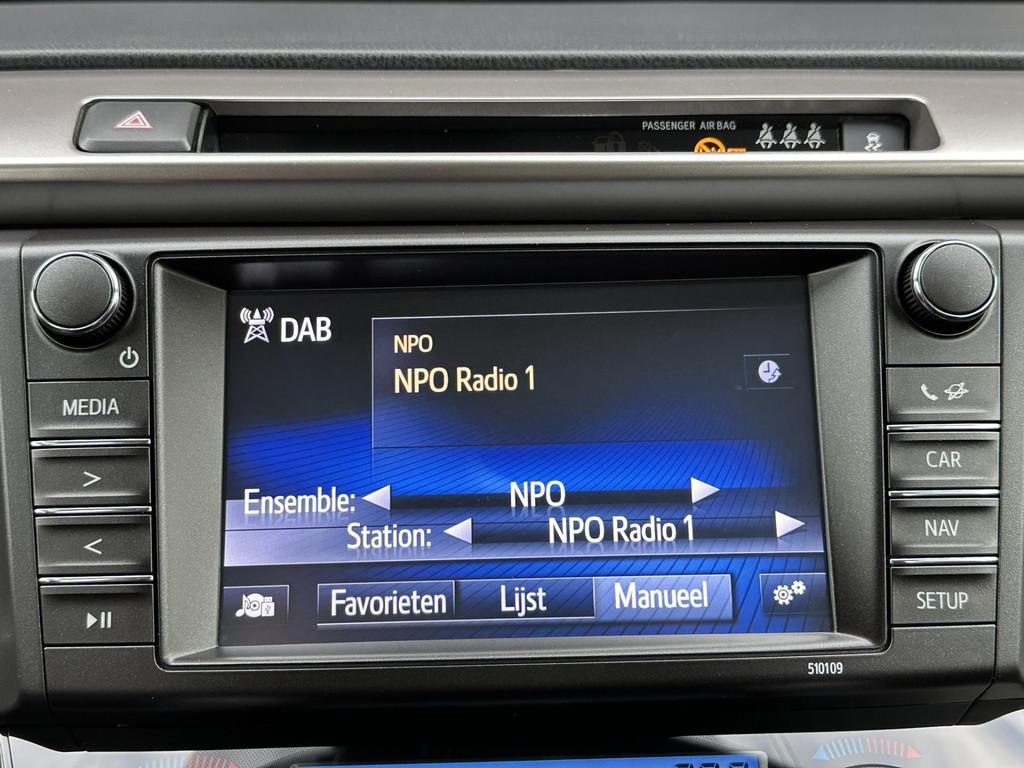 PASSENGER AIR BAG
DAB
NPO
NPO Radio 1
MEDIA
>
<
CAR
NAV
SETUP
Ensemble: NPO
Station: NPO Radio 1
Favorieten Lijst Manueel
510109